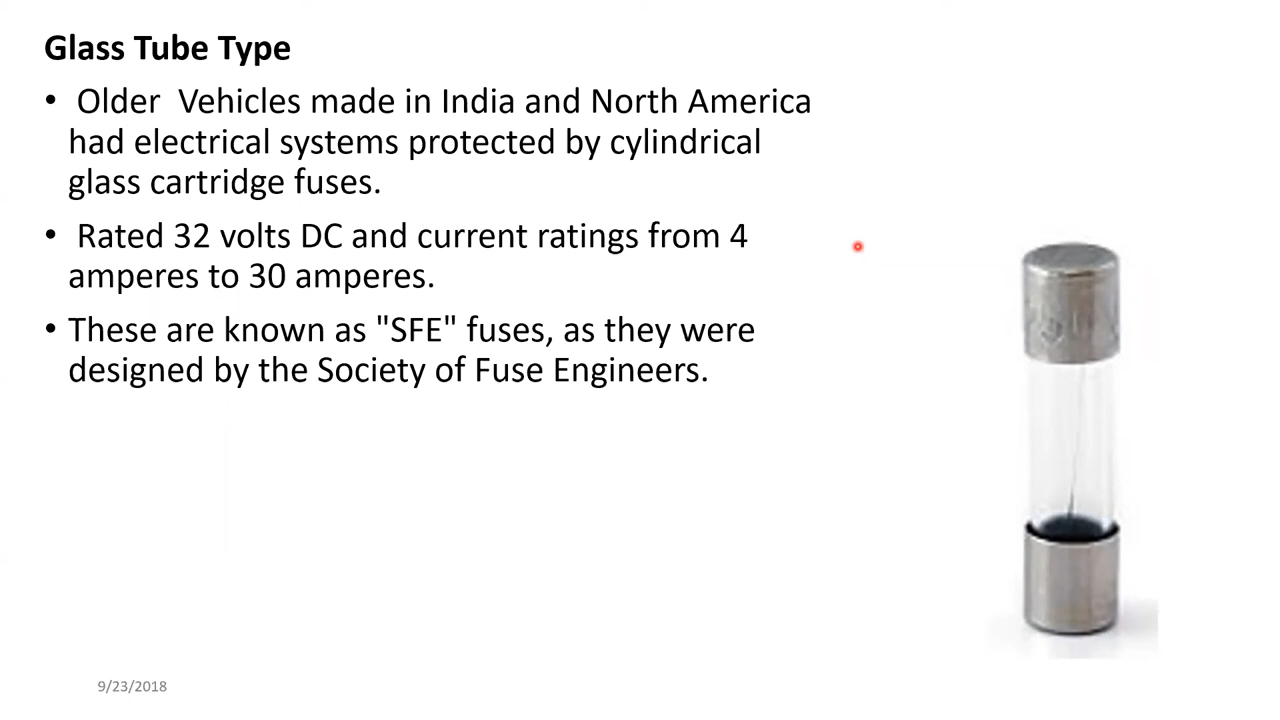 Glass Tube Type
• Older Vehicles made in India and North America
had electrical systems protected by cylindrical
glass cartridge fuses.
• Rated 32 volts DC and current ratings from 4
amperes to 30 amperes.
• These are known as "SFE" fuses, as they were
designed by the Society of Fuse Engineers.
9/23/2018